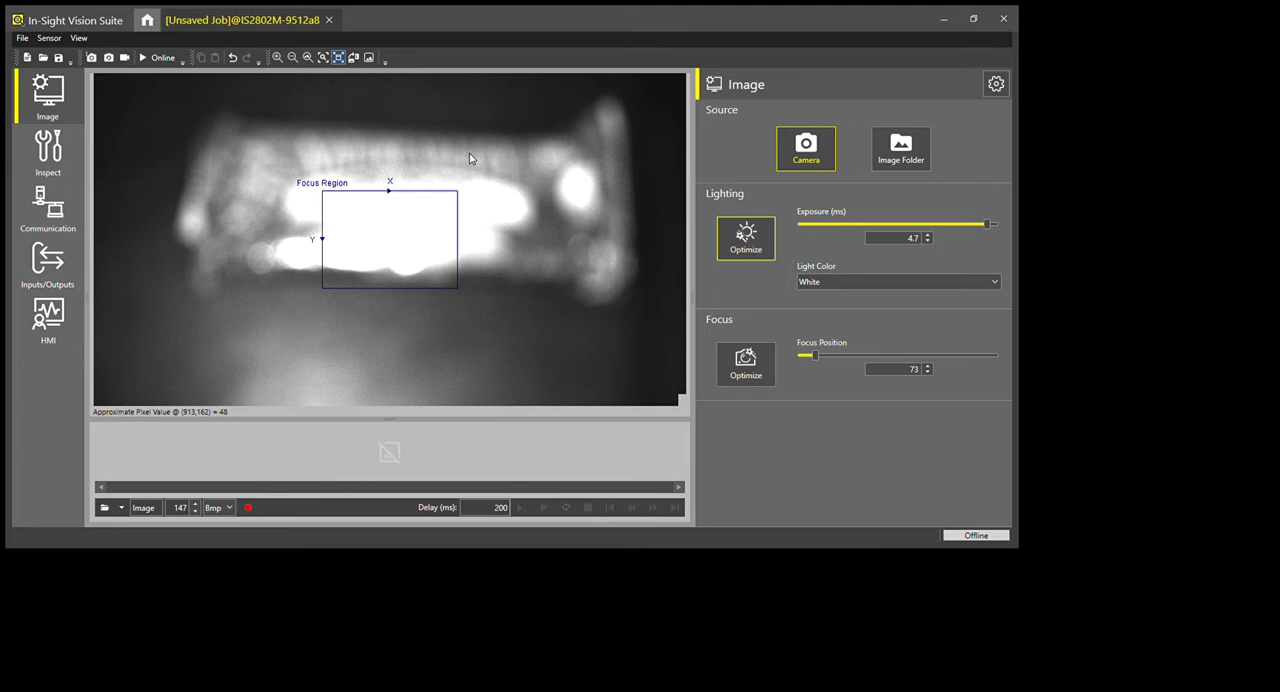 In-Sight Vision Suite
[Unsaved Job]@IS2802M-9512a8
File Sensor View
Online
Image
Inspect
Communication
Inputs/Outputs
HMI
Focus Region
X
Y
Approximate Pixel Value @ (913,162) = 48
Image 147 Bmp Delay (ms): 200
Image
Source
Camera
Image Folder
Lighting
Optimize
Exposure (ms)
4.7
Light Color
White
Focus
Optimize
Focus Position
73
Offline